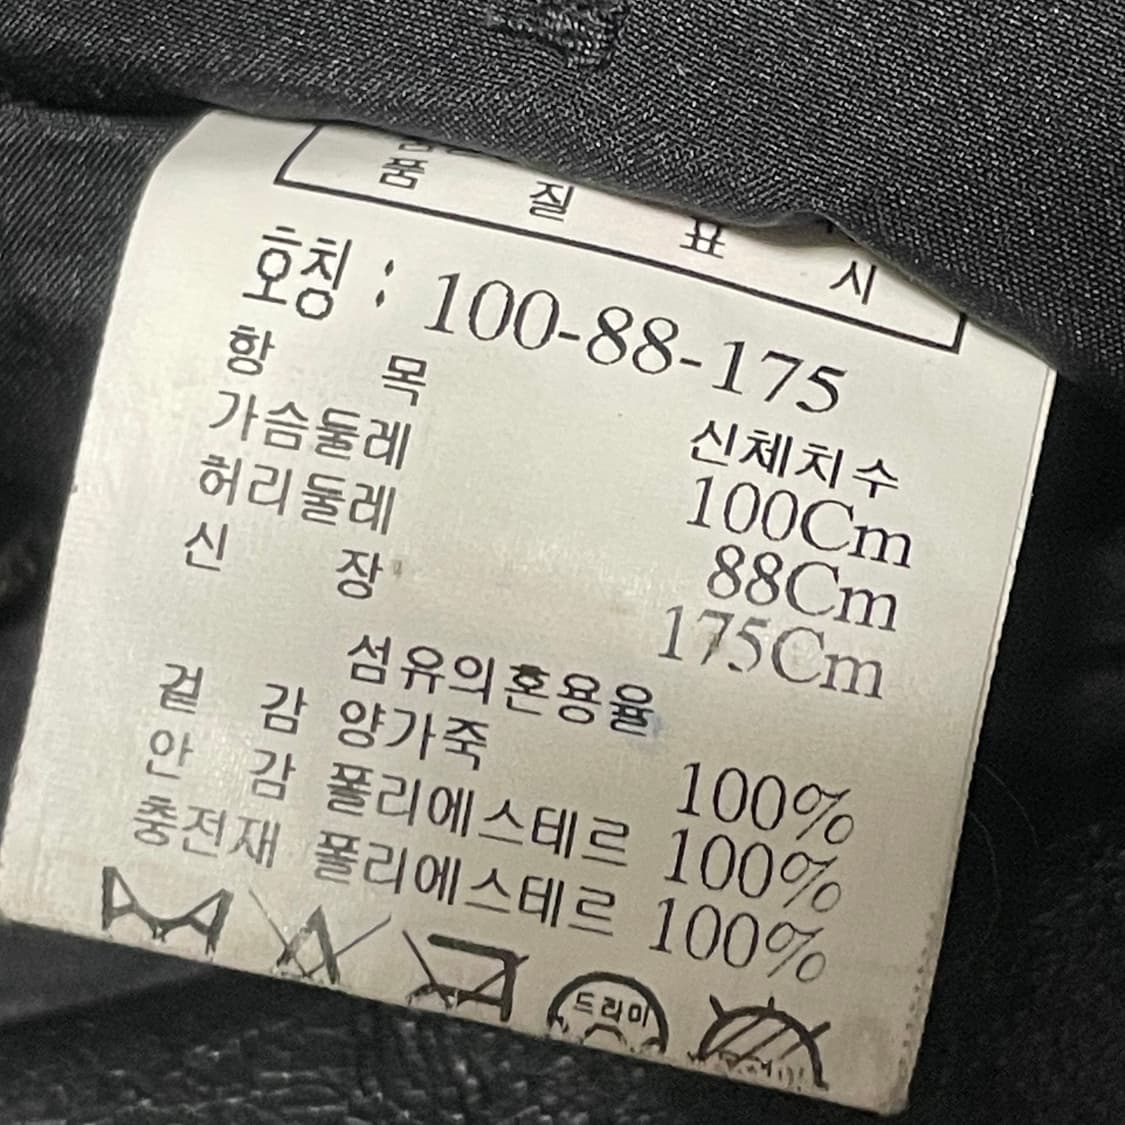 품 질 표 시
호칭 : 100-88-175
항 목 신체치수
가슴둘레 100Cm
허리둘레 88Cm
신 장 175Cm
섬유의혼용율
겉 감 양가죽 100%
안 감 폴리에스테르 100%
충전재 폴리에스테르 100%
드라이